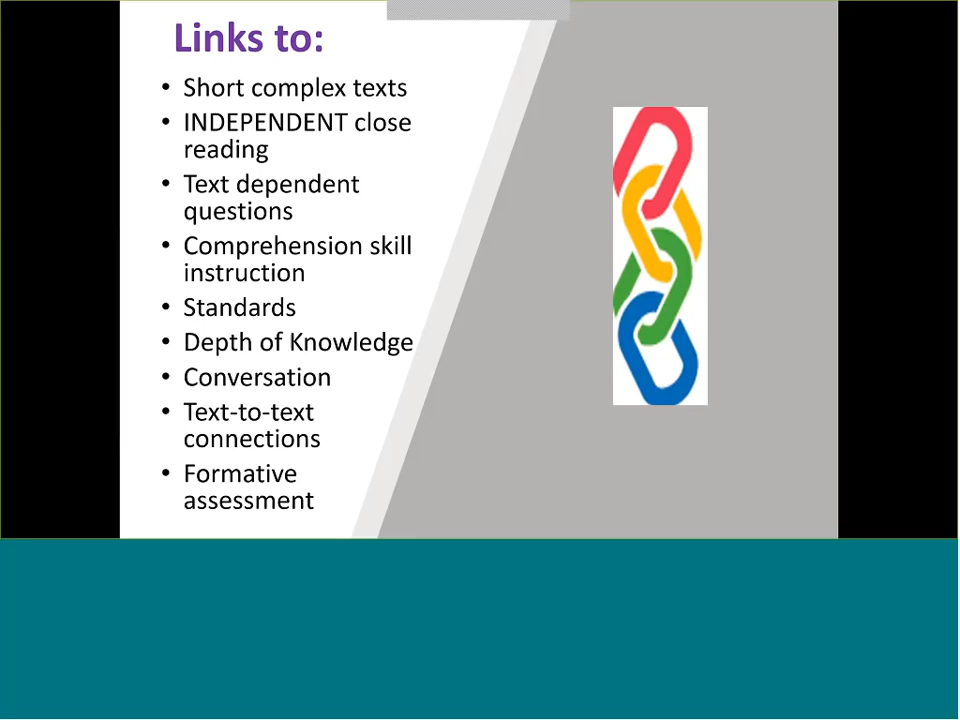 Links to:
• Short complex texts
• INDEPENDENT close
reading
• Text dependent
questions
• Comprehension skill
instruction
• Standards
• Depth of Knowledge
• Conversation
• Text-to-text
connections
• Formative
assessment